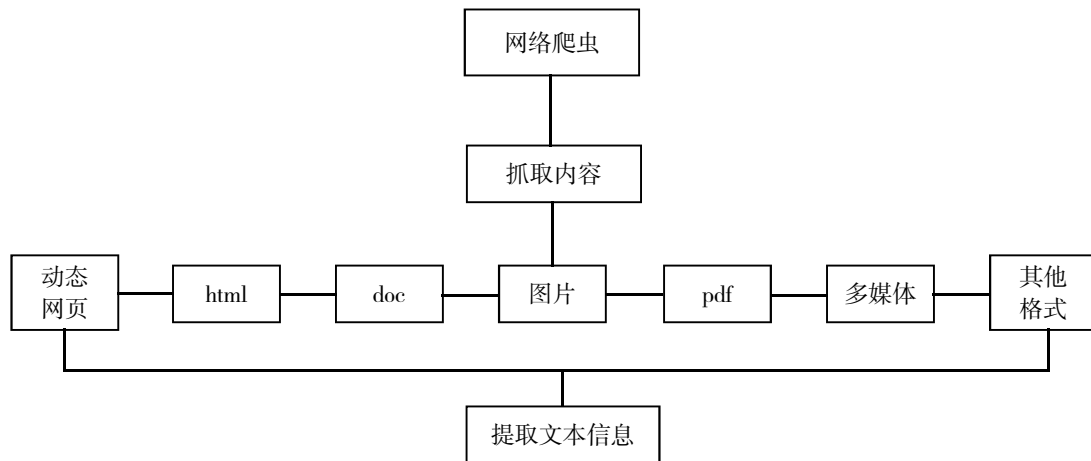 网络爬虫
抓取内容
动态
网页
html
doc
图片
pdf
多媒体
其他
格式
提取文本信息